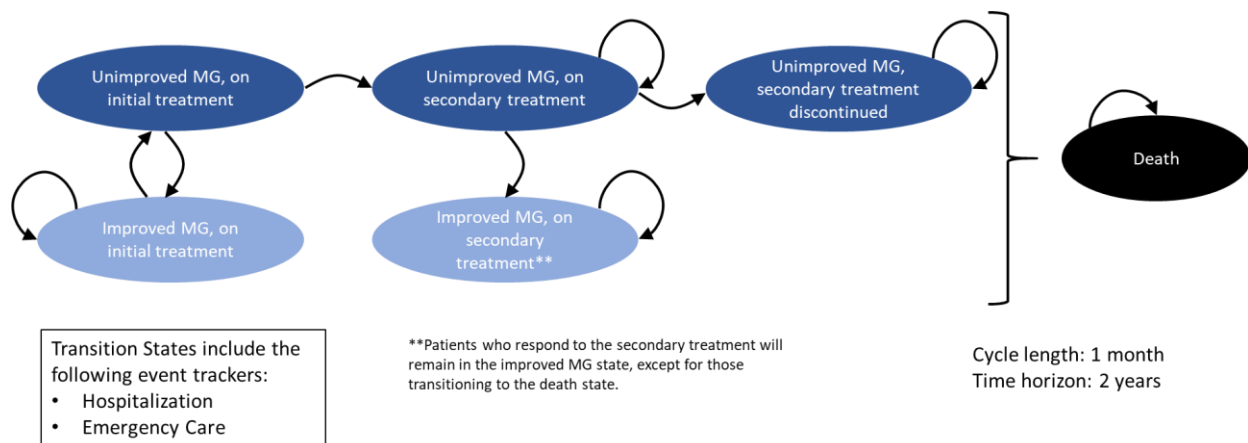 Unimproved MG, on
initial treatment
Unimproved MG, on
secondary treatment
Unimproved MG,
secondary treatment
discontinued
Death
Improved MG, on
initial treatment
Improved MG, on
secondary
treatment**
Transition States include the
following event trackers:
• Hospitalization
• Emergency Care
**Patients who respond to the secondary treatment will
remain in the improved MG state, except for those
transitioning to the death state.
Cycle length: 1 month
Time horizon: 2 years